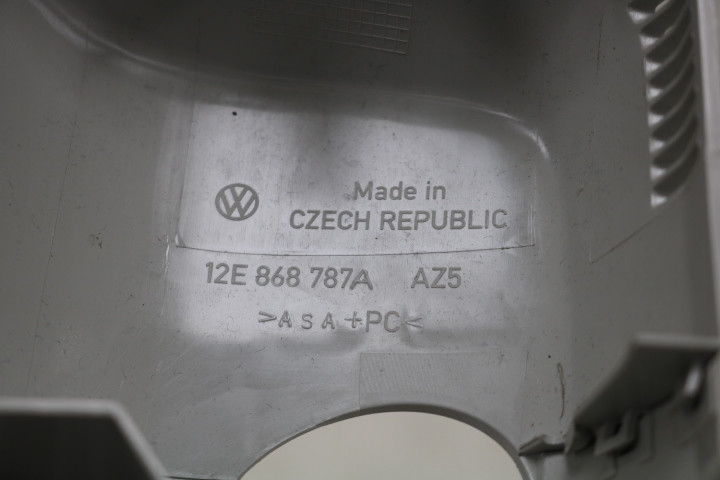 Made in
CZECH REPUBLIC
12E 868 787A AZ5
>ASA+PC<